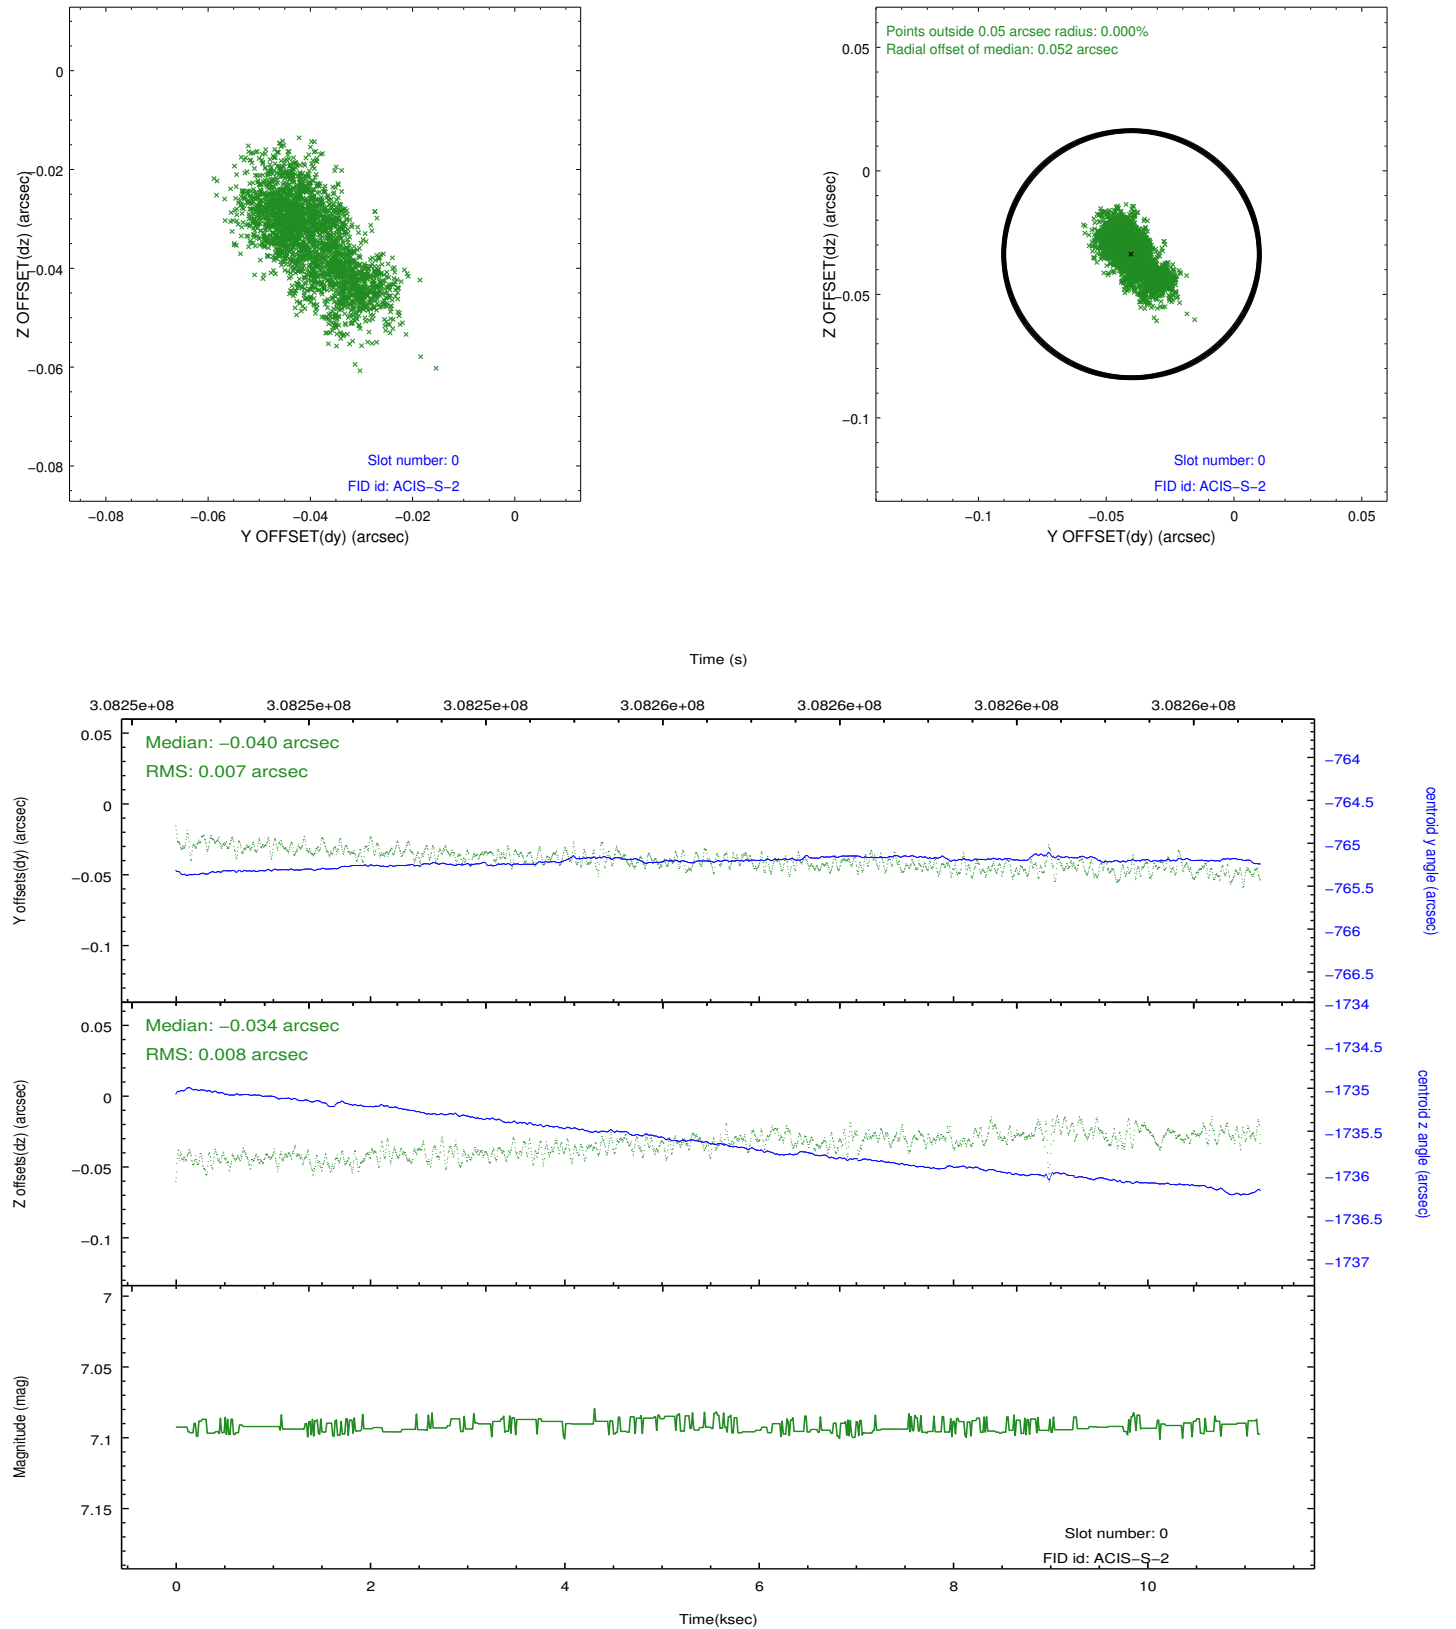 0
−0.02
−0.04
−0.06
−0.08
Z OFFSET(dz) (arcsec)
Slot number: 0
FID id: ACIS−S−2
−0.08
−0.06
−0.04
−0.02
0
Y OFFSET(dy) (arcsec)
Points outside 0.05 arcsec radius: 0.000%
Radial offset of median: 0.052 arcsec
0.05
0
−0.05
−0.1
Z OFFSET(dz) (arcsec)
Slot number: 0
FID id: ACIS−S−2
−0.1
−0.05
0
0.05
Y OFFSET(dy) (arcsec)
Time (s)
3.0825e+08
3.0825e+08
3.0825e+08
3.0826e+08
3.0826e+08
3.0826e+08
3.0826e+08
Median: −0.040 arcsec
RMS: 0.007 arcsec
0.05
0
−0.05
−0.1
Y offsets(dy) (arcsec)
−764
−764.5
−765
−765.5
−766
−766.5
centroid y angle (arcsec)
Median: −0.034 arcsec
RMS: 0.008 arcsec
0.05
0
−0.05
−0.1
Z offsets(dz) (arcsec)
−1734
−1734.5
−1735
−1735.5
−1736
−1736.5
−1737
centroid z angle (arcsec)
7
7.05
7.1
7.15
Magnitude (mag)
Slot number: 0
FID id: ACIS−S−2
0
2
4
6
8
10
Time(ksec)